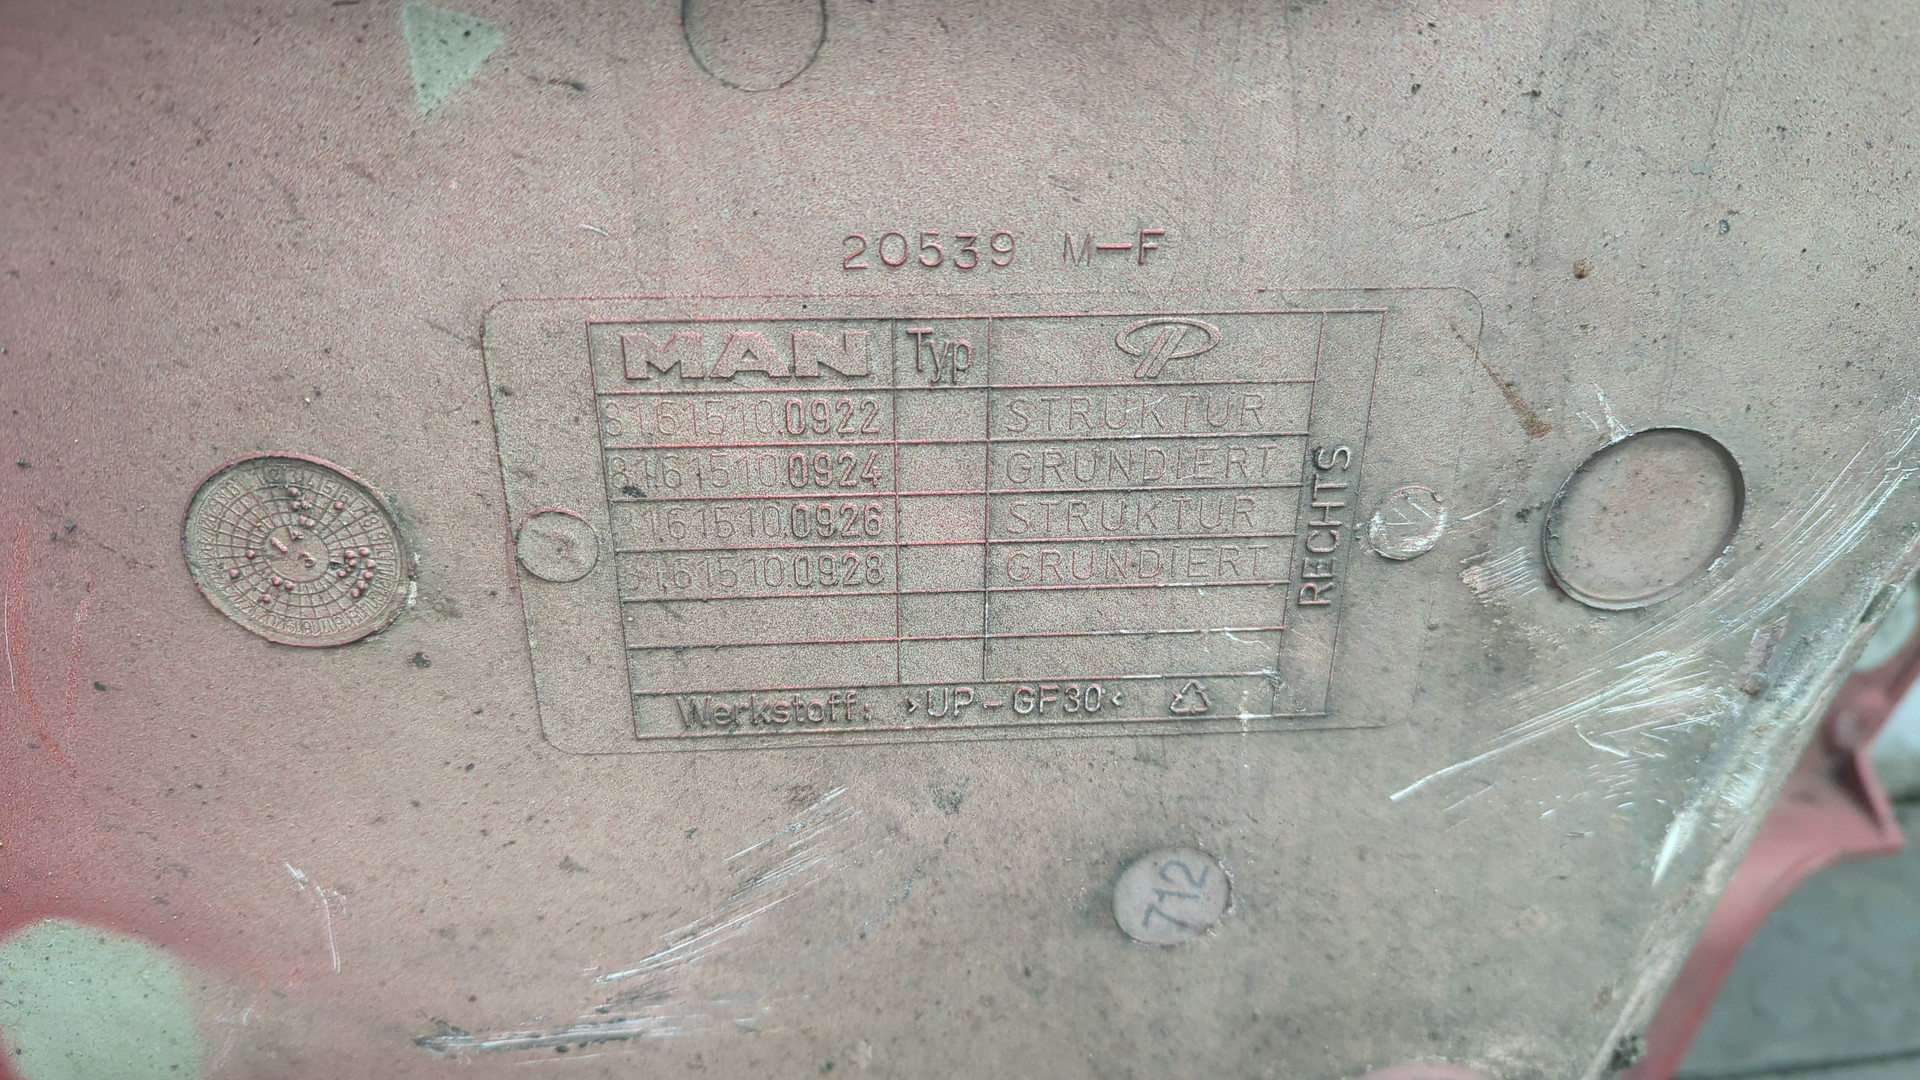 20539 M-F
MAN Typ
81.61510.0922 STRUKTUR
81.61510.0924 GRUNDIERT
81.61510.0926 STRUKTUR
81.61510.0928 GRUNDIERT
RECHTS
Werkstoff: >UP-GF30<
712